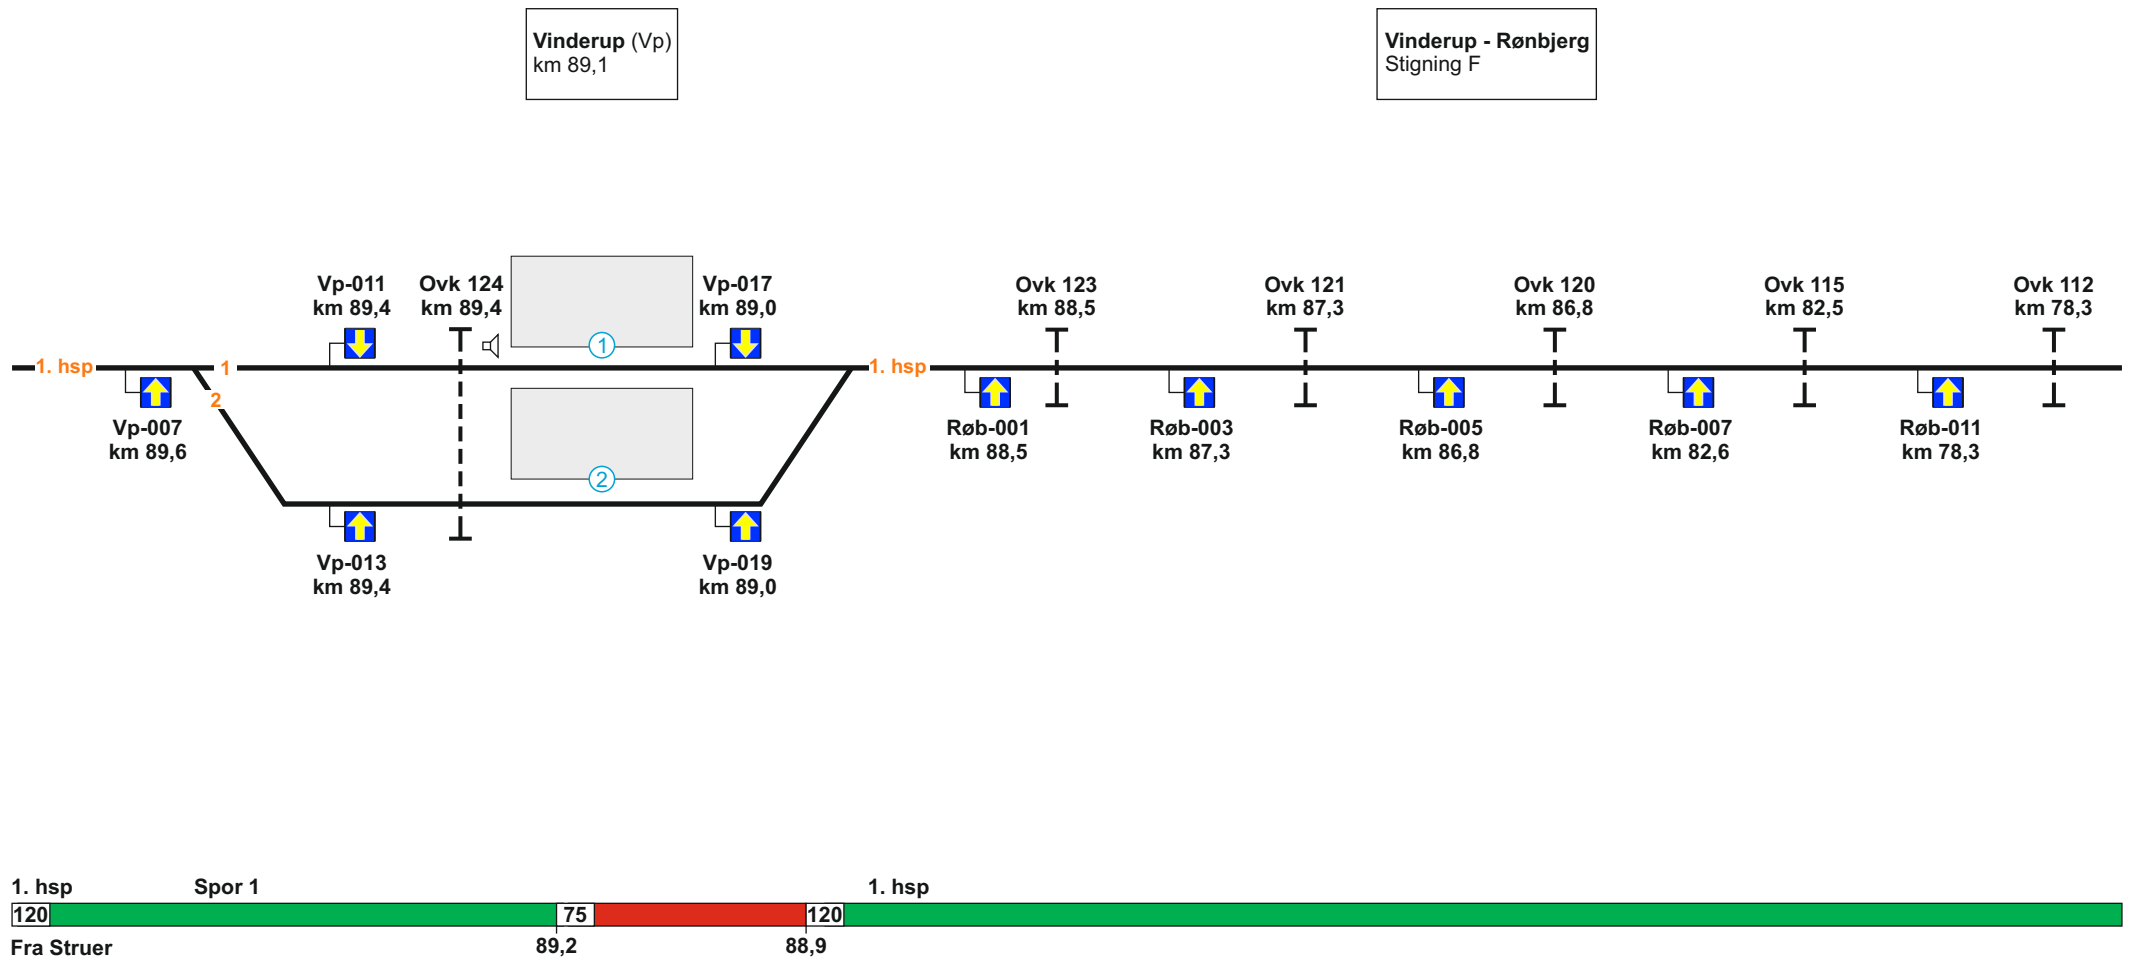 Vinderup (Vp)
km 89,1
Vinderup - Rønbjerg
Stigning F
Vp-011
km 89,4
Ovk 124
km 89,4
Vp-017
km 89,0
Ovk 123
km 88,5
Ovk 121
km 87,3
Ovk 120
km 86,8
Ovk 115
km 82,5
Ovk 112
km 78,3
1
1. hsp
1
1. hsp
2
Vp-007
km 89,6
Røb-001
km 88,5
Røb-003
km 87,3
Røb-005
km 86,8
Røb-007
km 82,6
Røb-011
km 78,3
2
Vp-013
km 89,4
Vp-019
km 89,0
1. hsp
Spor 1
1. hsp
120
75
120
Fra Struer
89,2
88,9